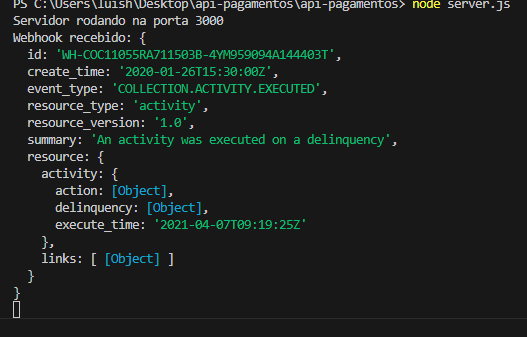 PS C:\Users\luish\Desktop\api-pagamentos\api-pagamentos> node server.js
Servidor rodando na porta 3000
Webhook recebido: {
  id: 'WH-COC11055RA711503B-4YM959094A144403T',
  create_time: '2020-01-26T15:30:00Z',
  event_type: 'COLLECTION.ACTIVITY.EXECUTED',
  resource_type: 'activity',
  resource_version: '1.0',
  summary: 'An activity was executed on a delinquency',
  resource: {
    activity: {
      action: [Object],
      delinquency: [Object],
      execute_time: '2021-04-07T09:19:25Z'
    },
    links: [ [Object] ]
  }
}